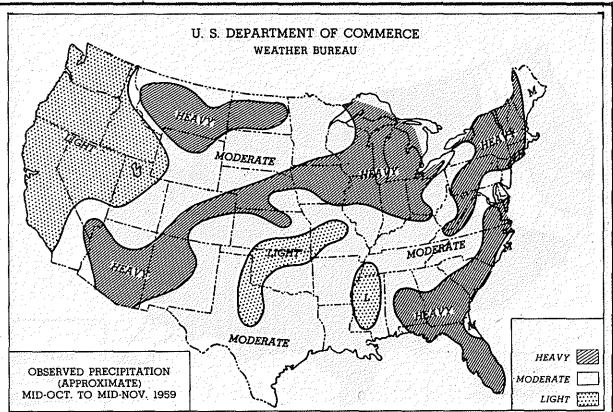 U. S. DEPARTMENT OF COMMERCE
WEATHER BUREAU
M
HEAVY
HEAVY
LIGHT
MODERATE
HEAVY
MODERATE
LIGHT
HEAVY
L
HEAVY
M
MODERATE
OBSERVED PRECIPITATION
(APPROXIMATE)
MID-OCT. TO MID-NOV. 1959
HEAVY
MODERATE
LIGHT